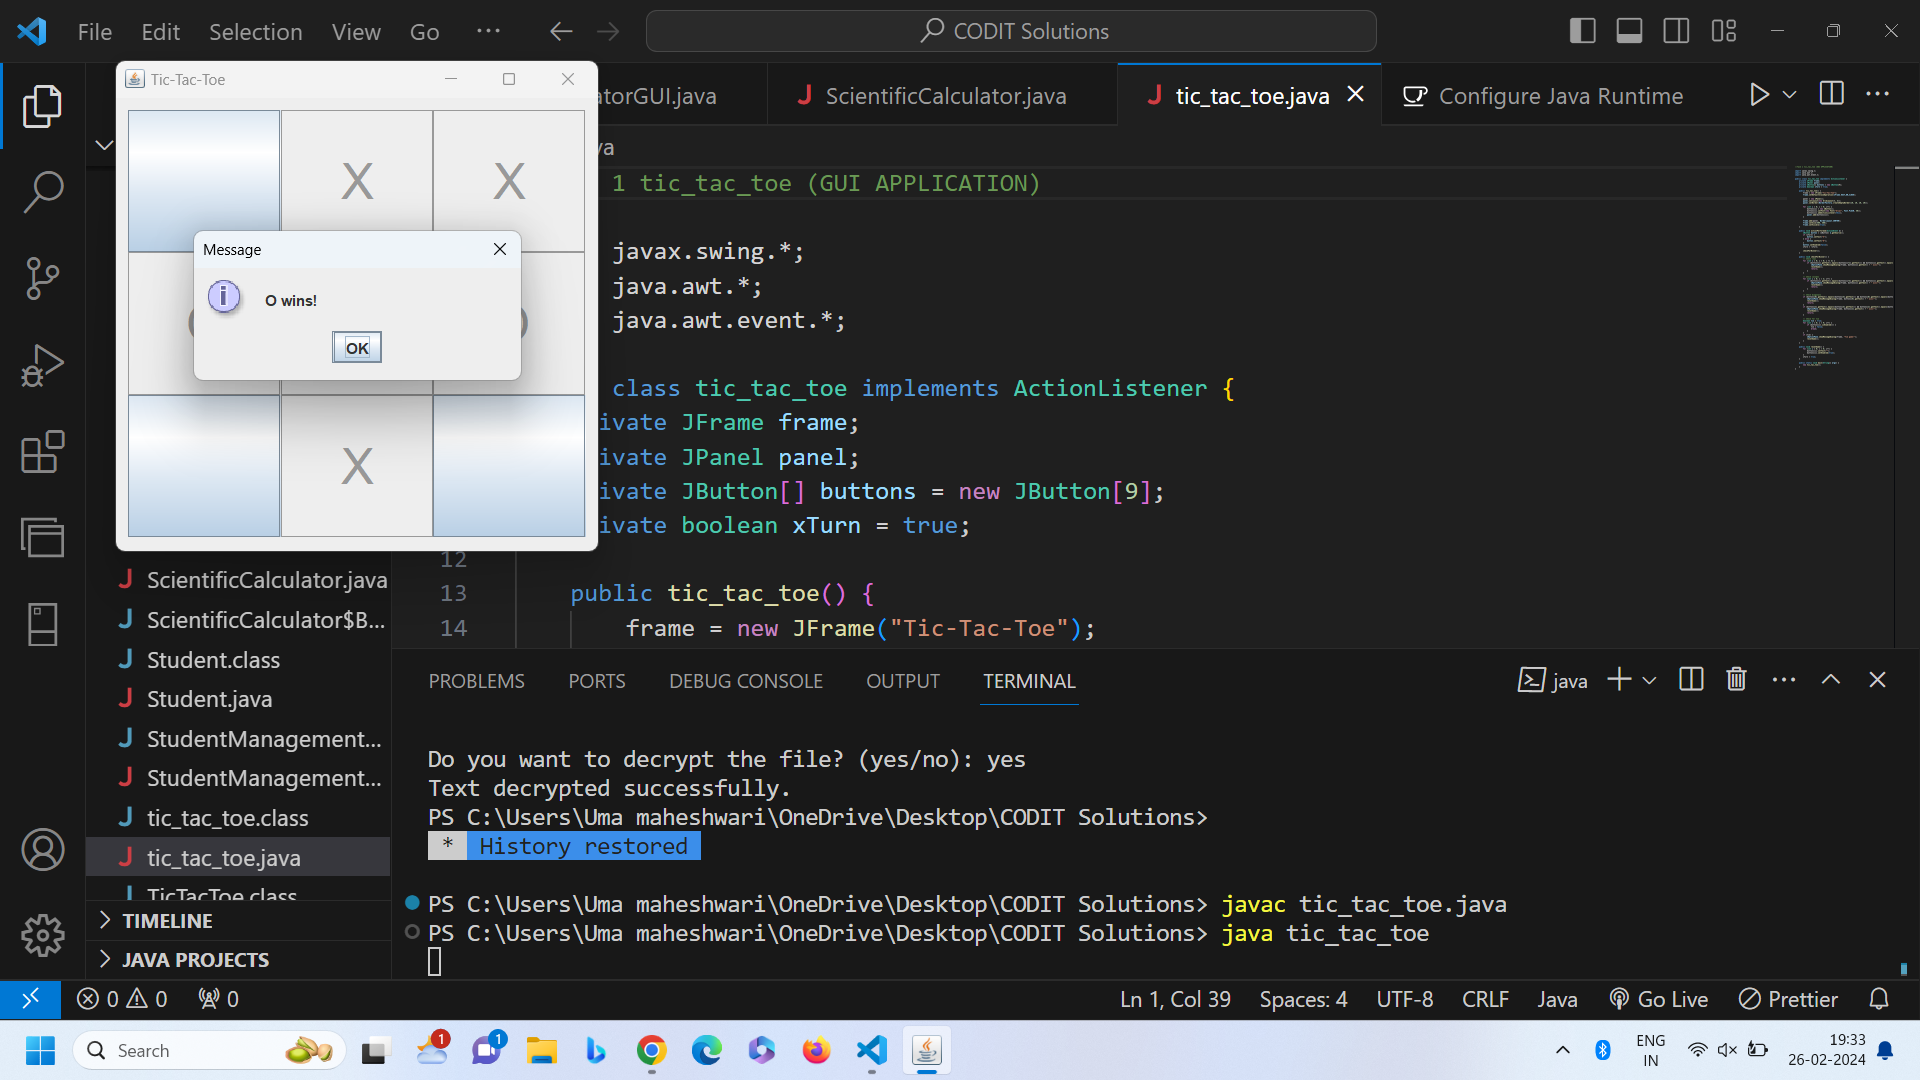 File Edit Selection View Go ...
CODIT Solutions
Tic-Tac-Toe
X X
Message
O wins!
OK
X
atorGUI.java
ScientificCalculator.java
tic_tac_toe.java
Configure Java Runtime
va
1 tic_tac_toe (GUI APPLICATION)
javax.swing.*;
java.awt.*;
java.awt.event.*;
class tic_tac_toe implements ActionListener {
ivate JFrame frame;
ivate JPanel panel;
ivate JButton[] buttons = new JButton[9];
ivate boolean xTurn = true;
12
13 public tic_tac_toe() {
14 frame = new JFrame("Tic-Tac-Toe");
ScientificCalculator.java
ScientificCalculator$B...
Student.class
Student.java
StudentManagement...
StudentManagement...
tic_tac_toe.class
tic_tac_toe.java
TicTacToe.class
TIMELINE
JAVA PROJECTS
PROBLEMS PORTS DEBUG CONSOLE OUTPUT TERMINAL
java
Do you want to decrypt the file? (yes/no): yes
Text decrypted successfully.
PS C:\Users\Uma maheshwari\OneDrive\Desktop\CODIT Solutions>
* History restored
PS C:\Users\Uma maheshwari\OneDrive\Desktop\CODIT Solutions> javac tic_tac_toe.java
PS C:\Users\Uma maheshwari\OneDrive\Desktop\CODIT Solutions> java tic_tac_toe
0 0 0
Ln 1, Col 39 Spaces: 4 UTF-8 CRLF Java Go Live Prettier
Search
1
1
ENG
IN
19:33
26-02-2024